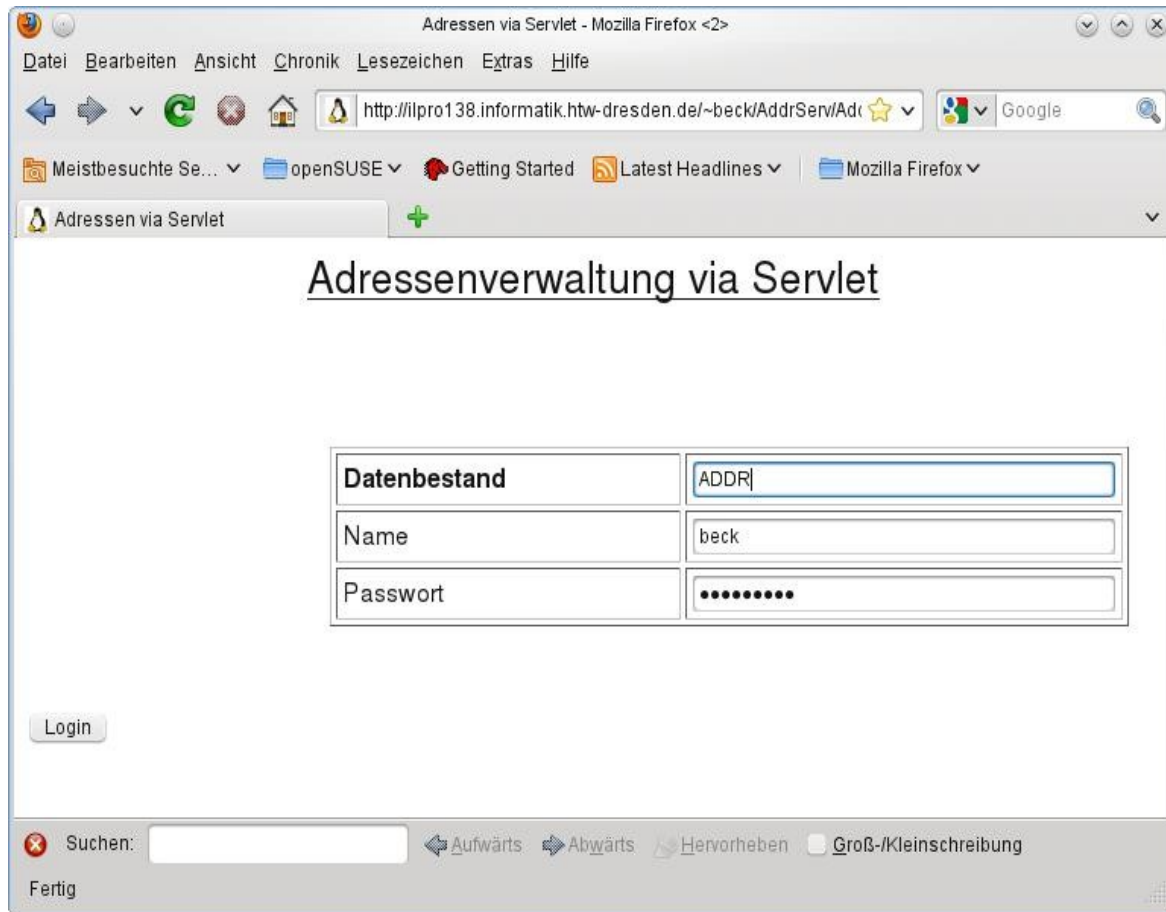 Adressen via Servlet - Mozilla Firefox <2>
Datei Bearbeiten Ansicht Chronik Lesezeichen Extras Hilfe
http://ilpro138.informatik.htw-dresden.de/~beck/AddrServ/Add Google
Meistbesuchte Se... openSUSE Getting Started Latest Headlines Mozilla Firefox
Adressen via Servlet
Adressenverwaltung via Servlet
Datenbestand ADDR
Name beck
Passwort •••••••••
Login
Suchen: Aufwärts Abwärts Hervorheben Groß-/Kleinschreibung
Fertig